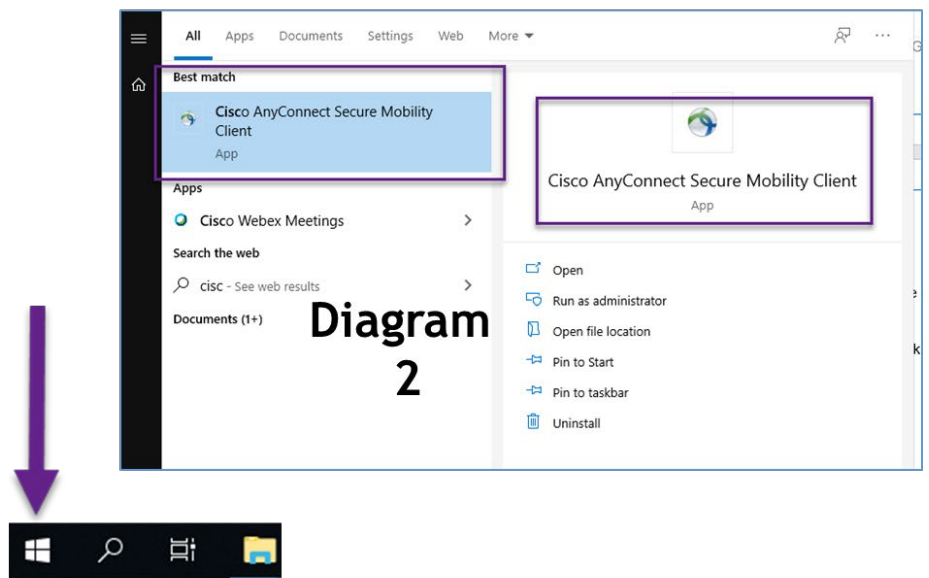 All Apps Documents Settings Web More
Best match
Cisco AnyConnect Secure Mobility
Client
App
Apps
Cisco Webex Meetings
Search the web
cisc - See web results
Documents (1+)
Diagram
2
Cisco AnyConnect Secure Mobility Client
App
Open
Run as administrator
Open file location
Pin to Start
Pin to taskbar
Uninstall